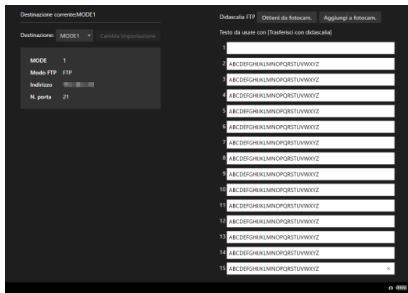 Destinazione corrente:MODE1
Destinazione: MODE1 Cambia impostazione
MODE 1
Modo FTP FTP
Indirizzo
N. porta 21
Didascalia FTP Ottieni da fotocam. Aggiungi a fotocam.
Testo da usare con [Trasferisci con didascalia]
1
2 ABCDEFGHIJKLMNOPQRSTUVWXYZ
3 ABCDEFGHIJKLMNOPQRSTUVWXYZ
4 ABCDEFGHIJKLMNOPQRSTUVWXYZ
5 ABCDEFGHIJKLMNOPQRSTUVWXYZ
6 ABCDEFGHIJKLMNOPQRSTUVWXYZ
7 ABCDEFGHIJKLMNOPQRSTUVWXYZ
8 ABCDEFGHIJKLMNOPQRSTUVWXYZ
9 ABCDEFGHIJKLMNOPQRSTUVWXYZ
10 ABCDEFGHIJKLMNOPQRSTUVWXYZ
11 ABCDEFGHIJKLMNOPQRSTUVWXYZ
12 ABCDEFGHIJKLMNOPQRSTUVWXYZ
13 ABCDEFGHIJKLMNOPQRSTUVWXYZ
14 ABCDEFGHIJKLMNOPQRSTUVWXYZ
15 ABCDEFGHIJKLMNOPQRSTUVWXYZ